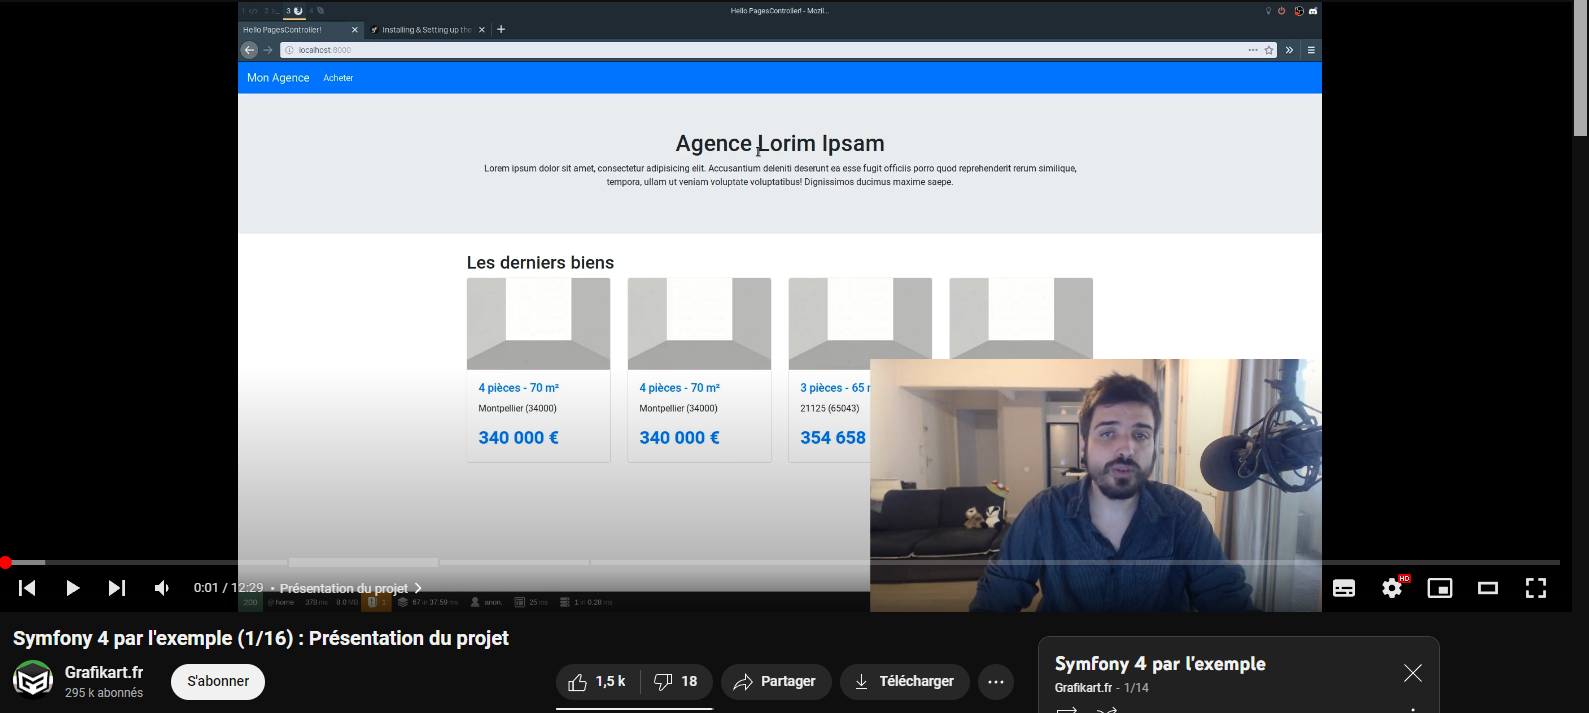 1 2 3 4
Hello PagesController! - Mozil...
Hello PagesController!
Installing & Setting up the
localhost:8000
Mon Agence Acheter
Agence Lorim Ipsam
Lorem ipsum dolor sit amet, consectetur adipisicing elit. Accusantium deleniti deserunt ea esse fugit officiis porro quod reprehenderit rerum similique,
tempora, ullam ut veniam voluptate voluptatibus! Dignissimos ducimus maxime saepe.
Les derniers biens
4 pièces - 70 m²
Montpellier (34000)
340 000 €
4 pièces - 70 m²
Montpellier (34000)
340 000 €
3 pièces - 65 m
21125 (65043)
354 658
0:01 / 12:29 • Présentation du projet
HD
200 @ home 378 ms 8.0 MB 1 67 in 37.59 ms anon. 25 ms 1 in 0.28 ms
Symfony 4 par l'exemple (1/16) : Présentation du projet
Grafikart.fr
295 k abonnés
S'abonner
1,5 k
18
Partager
Télécharger
Symfony 4 par l'exemple
Grafikart.fr - 1/14